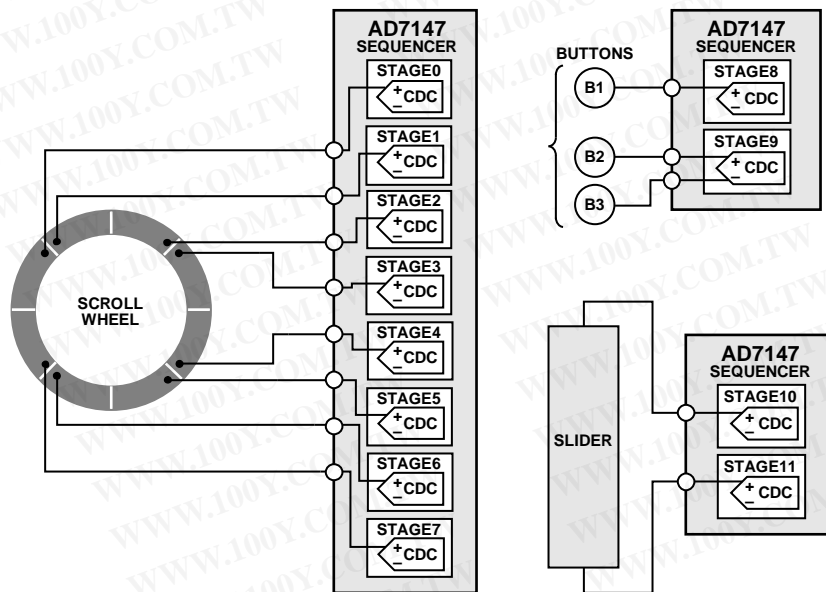 AD7147
SEQUENCER
STAGE0
+
– CDC
STAGE1
+
– CDC
STAGE2
+
– CDC
STAGE3
+
– CDC
STAGE4
+
– CDC
STAGE5
+
– CDC
STAGE6
+
– CDC
STAGE7
+
– CDC
SCROLL
WHEEL
BUTTONS
B1
B2
B3
AD7147
SEQUENCER
STAGE8
+
– CDC
STAGE9
+
– CDC
SLIDER
AD7147
SEQUENCER
STAGE10
+
– CDC
STAGE11
+
– CDC
WWW.100Y.COM.TW